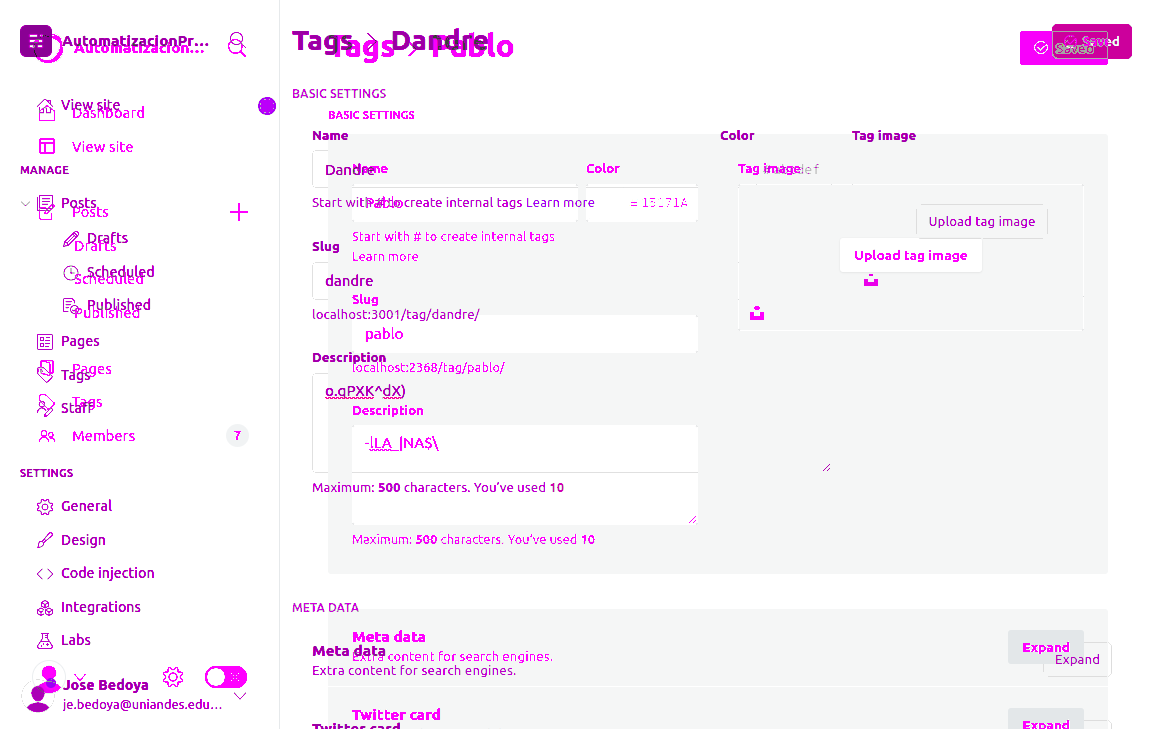 AutomatizacionPr...
Automatizacion...
Tags > Dandre
Tags > Pablo
Saved
Saved
View site
Dashboard
View site
MANAGE
Posts
Posts
Drafts
Drafts
Scheduled
Scheduled
Published
Published
Pages
Pages
Tags
Tags
Staff
Members
7
SETTINGS
General
Design
Code injection
Integrations
Labs
Jose Bedoya
je.bedoya@uniandes.edu...
BASIC SETTINGS
BASIC SETTINGS
Name
Color
Tag image
Dandre
Name
Color
Tag image
Start with # to create internal tags Learn more
Pablo
15171A
Upload tag image
Start with # to create internal tags
Learn more
Upload tag image
Slug
dandre
Slug
localhost:3001/tag/dandre/
pablo
Description
localhost:2368/tag/pablo/
o.qPXK^dX)
Description
Maximum: 500 characters. You've used 10
Maximum: 500 characters. You've used 10
META DATA
Meta data
Extra content for search engines.
Expand
Meta data
Extra content for search engines.
Expand
Twitter card
Expand
Twitter card